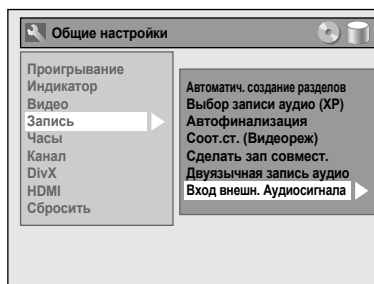 Общие настройки
Проигрывание
Индикатор
Видео
Запись
Часы
Канал
DivX
HDMI
Сбросить
Автоматич. создание разделов
Выбор записи аудио (XP)
Автофинализация
Соот.ст. (Видеореж)
Сделать зап совмест.
Двуязычная запись аудио
Вход внешн. Аудиосигнала